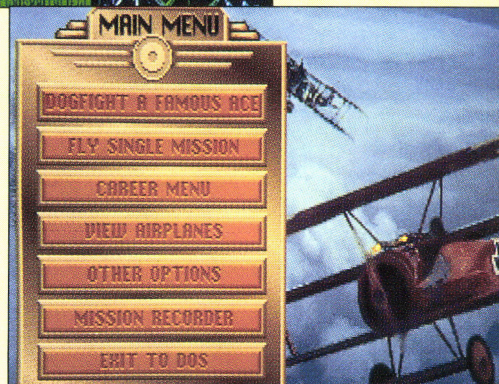 MAIN MENU
DOGFIGHT A FAMOUS ACE
FLY SINGLE MISSION
CAREER MENU
VIEW AIRPLANES
OTHER OPTIONS
MISSION RECORDER
EXIT TO DOS